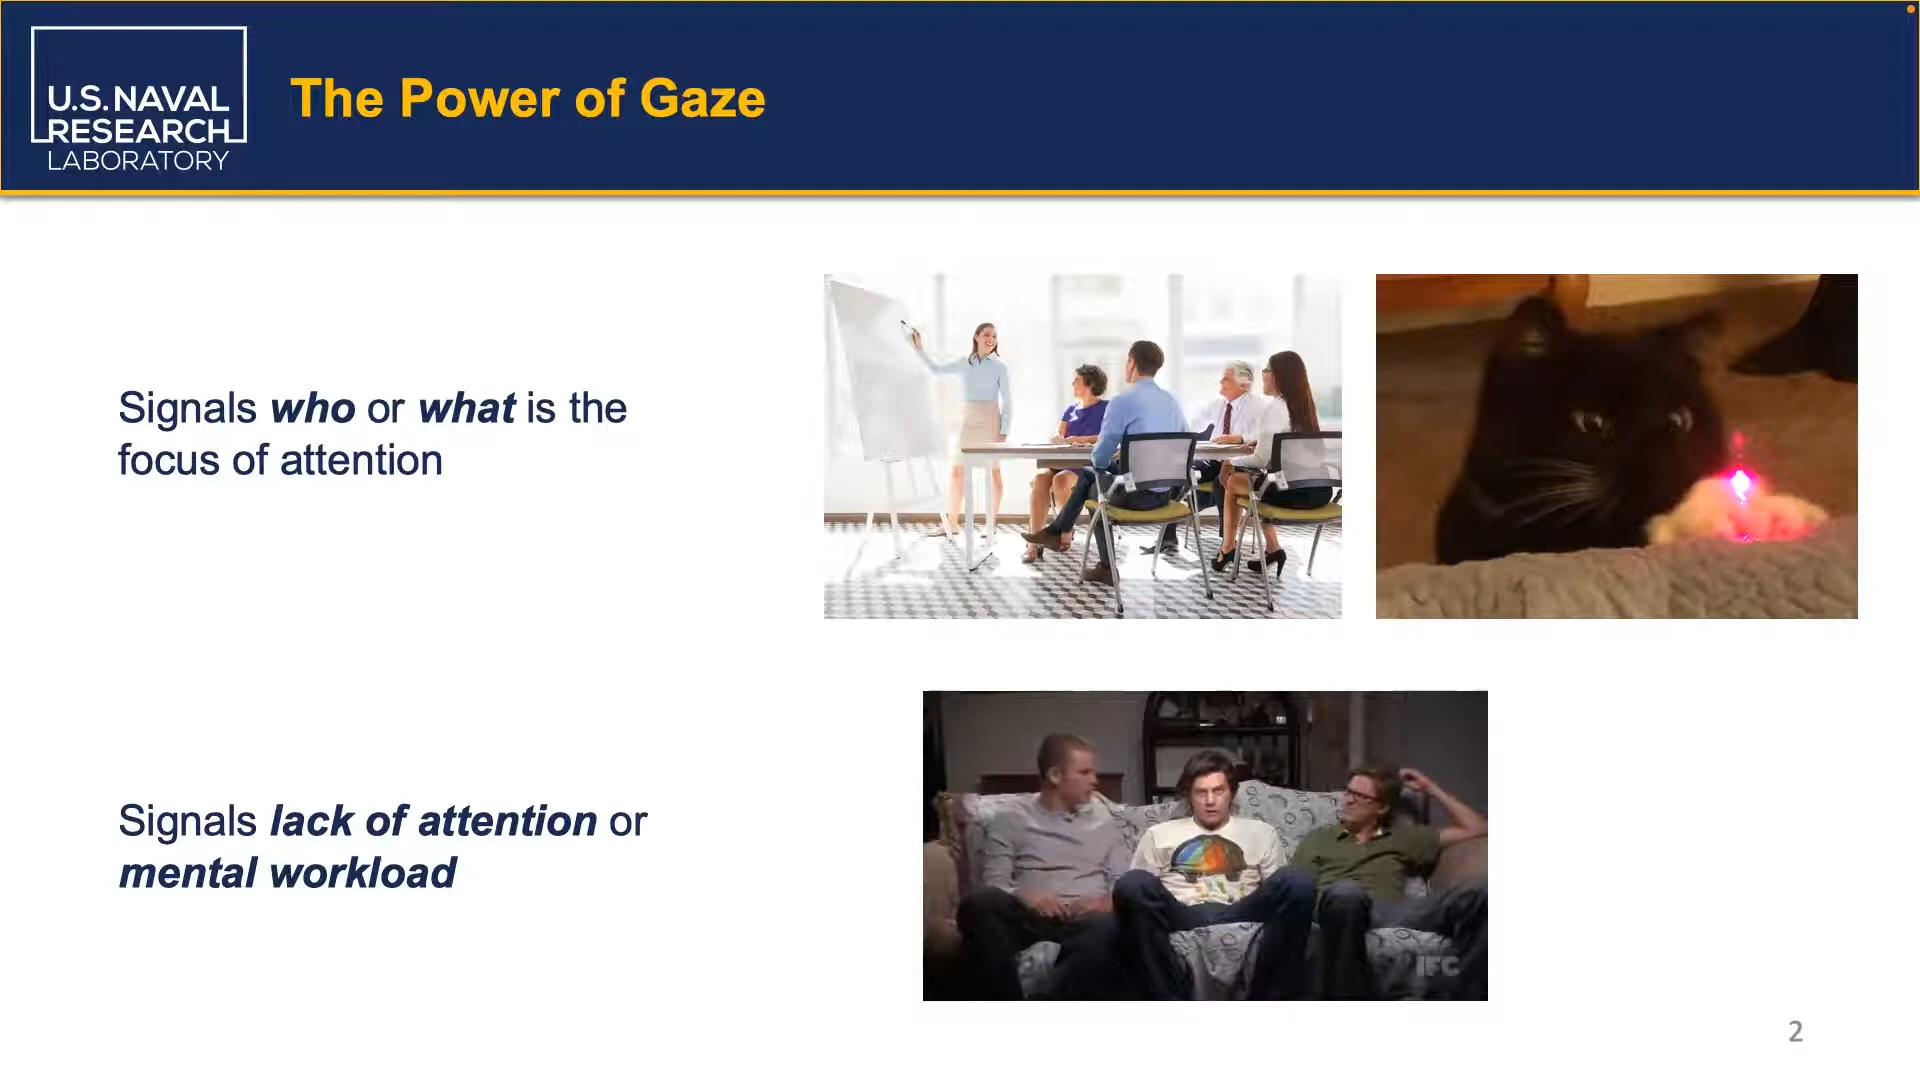 U.S. NAVAL
RESEARCH
LABORATORY
The Power of Gaze
Signals who or what is the
focus of attention
Signals lack of attention or
mental workload
IFC
2